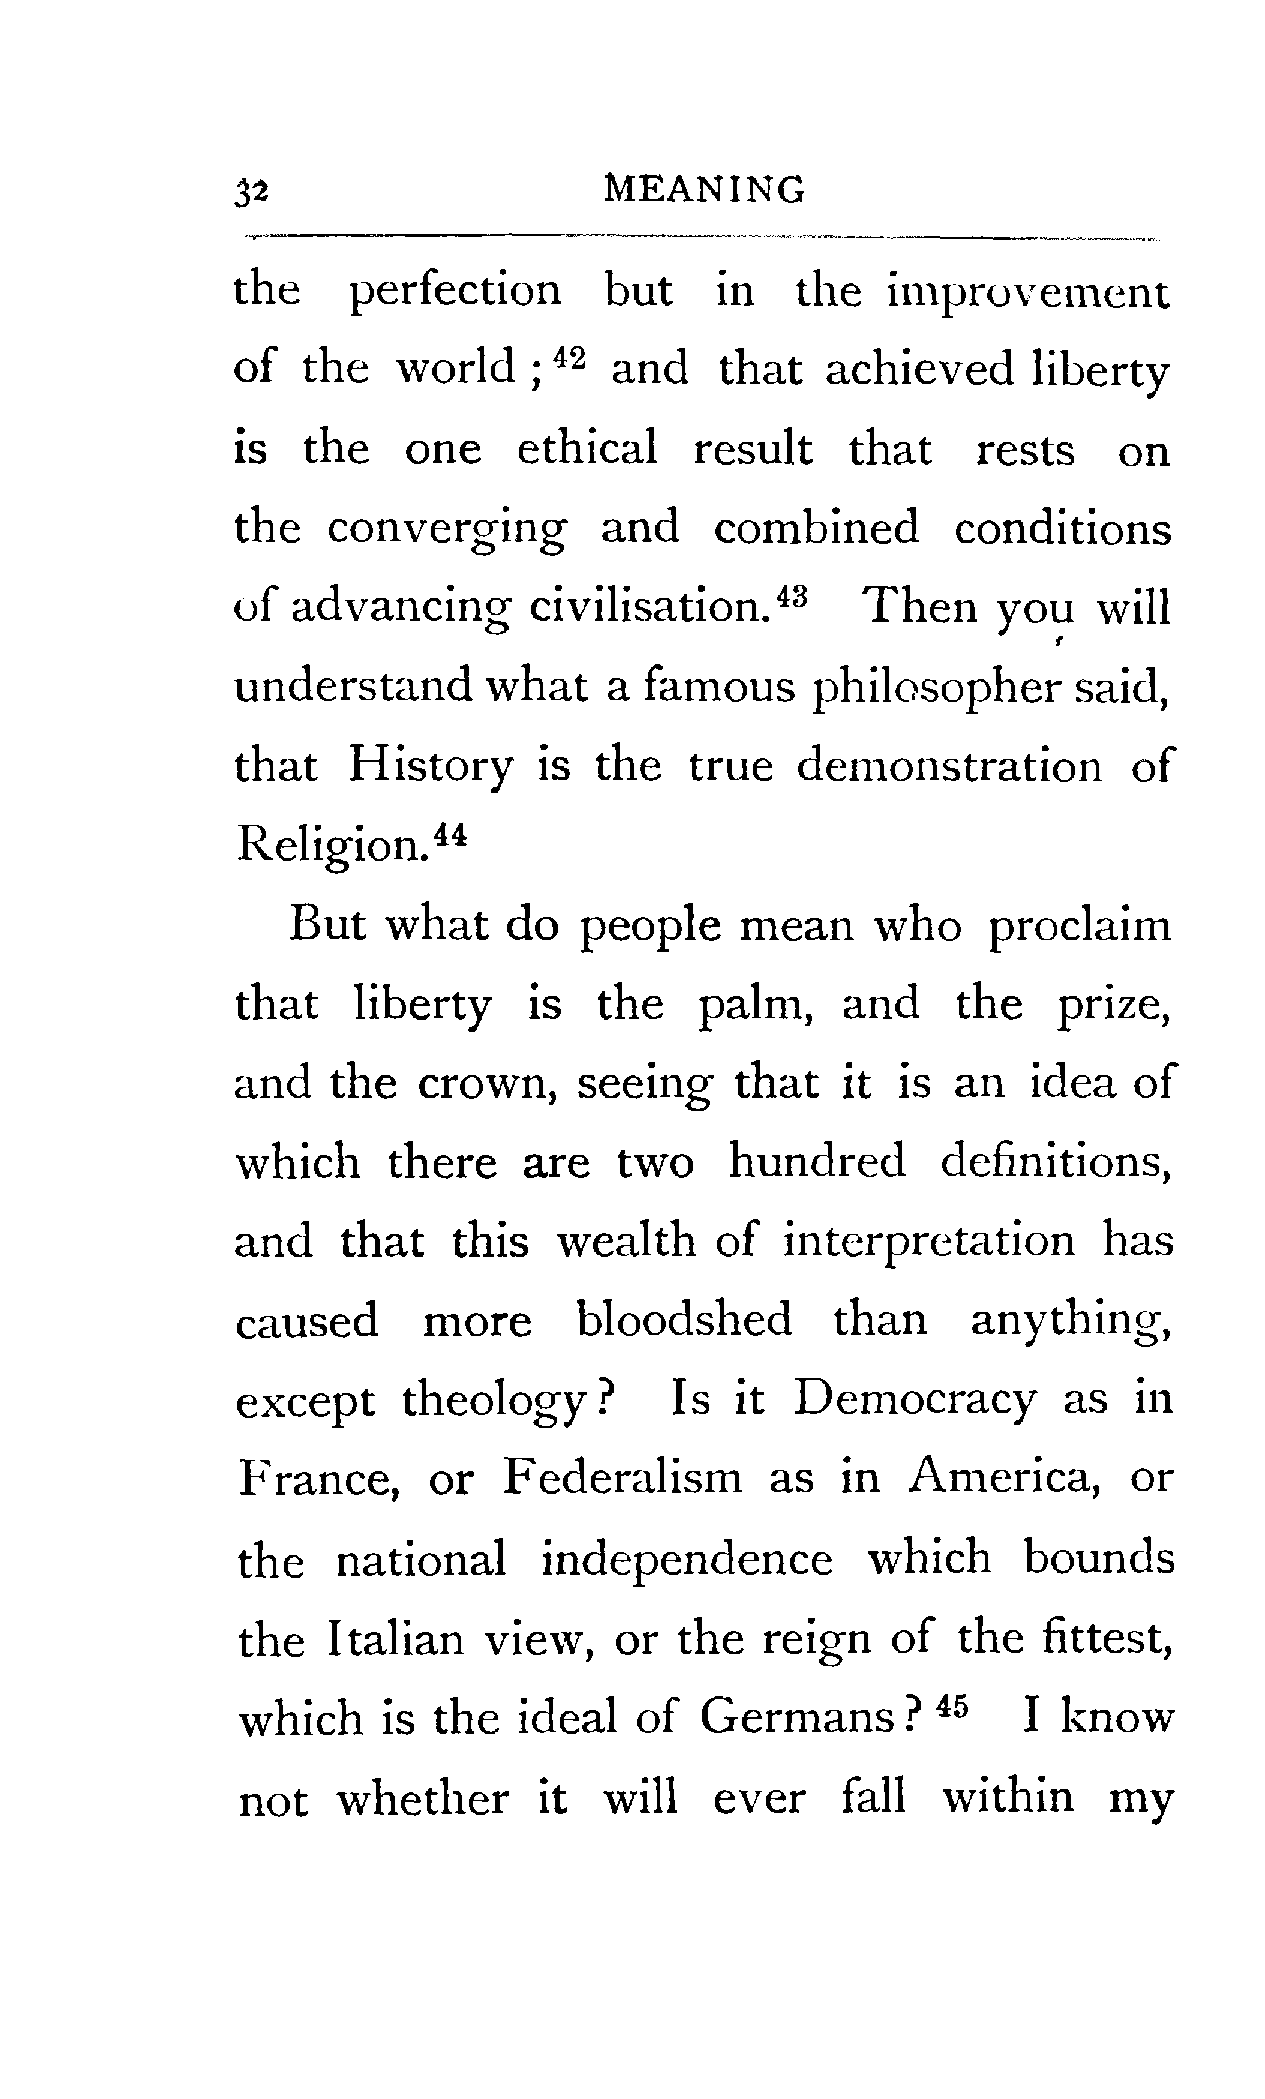 32 MEANING
the perfection but in the improvement
of the world ; 42 and that achieved liberty
is the one ethical result that rests on
the converging and combined conditions
of advancing civilisation.43 Then you will
understand what a famous philosopher said,
that History is the true demonstration of
Religion.44
But what do people mean who proclaim
that liberty is the palm, and the prize,
and the crown, seeing that it is an idea of
which there are two hundred definitions,
and that this wealth of interpretation has
caused more bloodshed than anything,
except theology ? Is it Democracy as in
France, or Federalism as in America, or
the national independence which bounds
the Italian view, or the reign of the fittest,
which is the ideal of Germans ? 45 I know
not whether it will ever fall within my